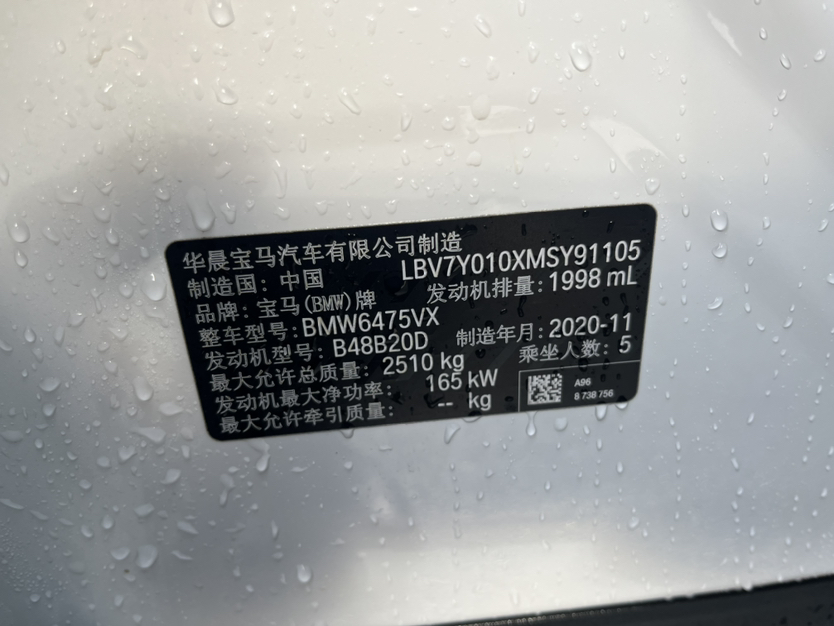 华晨宝马汽车有限公司制造
制造国: 中国 LBV7Y010XMSY91105
品牌: 宝马(BMW)牌 发动机排量: 1998 mL
整车型号: BMW6475VX
发动机型号: B48B20D 制造年月: 2020-11
最大允许总质量: 2510 kg 乘坐人数: 5
发动机最大净功率: 165 kW
最大允许牵引质量: -- kg
A96
8 738 756